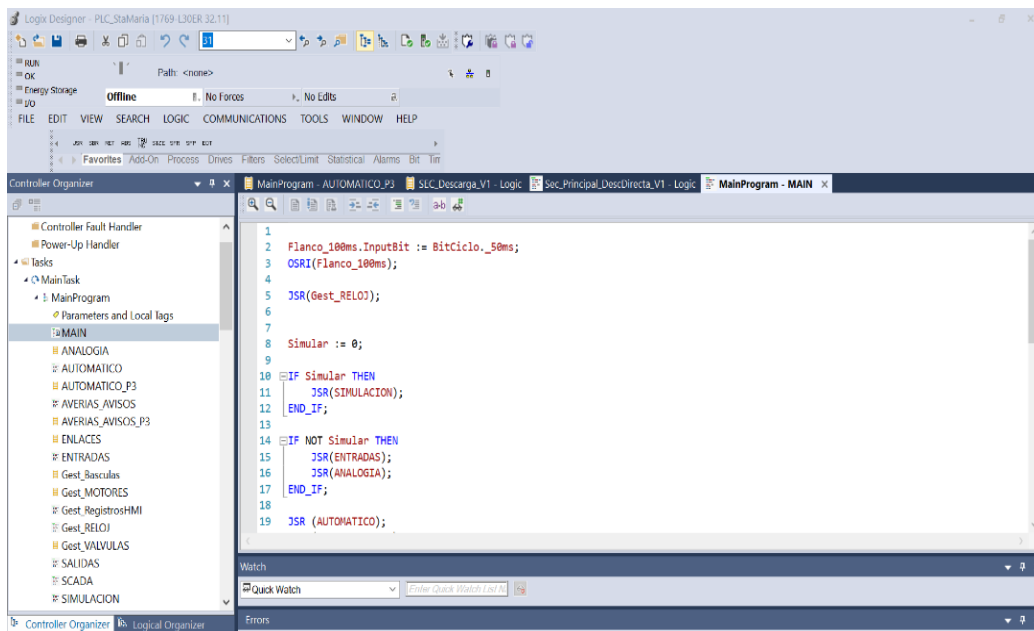 Logix Designer - PLC_StaMaria [1769-L30ER 32.11]
31
RUN
OK
Energy Storage
I/O
Path: <none>
Offline
No Forces
No Edits
FILE EDIT VIEW SEARCH LOGIC COMMUNICATIONS TOOLS WINDOW HELP
JSR SBR RET ABS SIZE
Favorites Add-On Process Drives Filters Select/Limit Statistical Alarms Bit Tim
Controller Organizer
Controller Fault Handler
Power-Up Handler
Tasks
MainTask
MainProgram
Parameters and Local Tags
MAIN
ANALOGIA
AUTOMATICO
AUTOMATICO_P3
AVERIAS_AVISOS
AVERIAS_AVISOS_P3
ENLACES
ENTRADAS
Gest_Basculas
Gest_MOTORES
Gest_RegistrosHMI
Gest_RELOJ
Gest_VALVULAS
SALIDAS
SCADA
SIMULACION
Controller Organizer Logical Organizer
MainProgram - AUTOMATICO_P3 SEC_Descarga_V1 - Logic Sec_Principal_DescDirecta_V1 - Logic MainProgram - MAIN
a-b
1
2 Flanco_100ms.InputBit := BitCiclo._50ms;
3 OSRI(Flanco_100ms);
4
5 JSR(Gest_RELOJ);
6
7
8 Simular := 0;
9
10 IF Simular THEN
11 JSR(SIMULACION);
12 END_IF;
13
14 IF NOT Simular THEN
15 JSR(ENTRADAS);
16 JSR(ANALOGIA);
17 END_IF;
18
19 JSR (AUTOMATICO);
Watch
Quick Watch
Enter Quick Watch List N
Errors